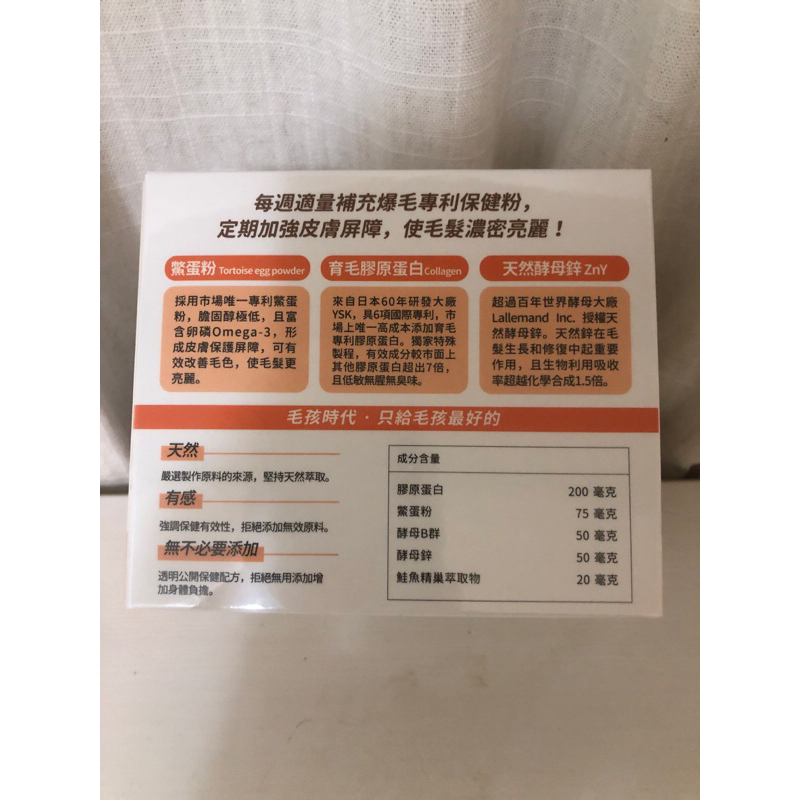 每週適量補充爆毛專利保健粉，
定期加強皮膚屏障，使毛髮濃密亮麗！
鱉蛋粉 Tortoise egg powder
採用市場唯一專利鱉蛋
粉，膽固醇極低，且富
含卵磷Omega-3，形
成皮膚保護屏障，可有
效改善毛色，使毛髮更
亮麗。
育毛膠原蛋白Collagen
來自日本60年研發大廠
YSK，具6項國際專利，市
場上唯一高成本添加育毛
專利膠原蛋白。獨家特殊
製程，有效成分較市面上
其他膠原蛋白超出7倍，
且低敏無腥無臭味。
天然酵母鋅 ZnY
超過百年世界酵母大廠
Lallemand Inc. 授權天
然酵母鋅。天然鋅在毛
髮生長和修復中起重要
作用，且生物利用吸收
率超越化學合成1.5倍。
毛孩時代·只給毛孩最好的
天然
嚴選製作原料的來源，堅持天然萃取。
有感
強調保健有效性，拒絕添加無效原料。
無不必要添加
透明公開保健配方，拒絕無用添加增
加身體負擔。
成分含量
膠原蛋白 200 毫克
鱉蛋粉 75 毫克
酵母B群 50 毫克
酵母鋅 50 毫克
鮭魚精巢萃取物 20 毫克